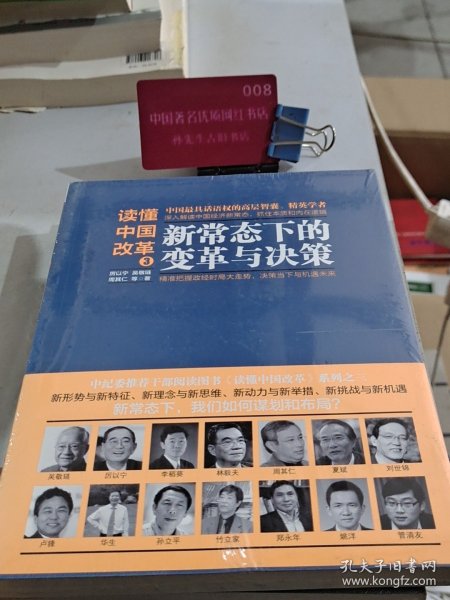 008
中国著名优质网红书店
孙先生古旧书店
读懂
中国
改革3
中国最具话语权的高层智囊、精英学者
深入解读中国经济新常态，抓住本质和内在逻辑
新常态下的
变革与决策
厉以宁 吴敬琏
周其仁 等 著
精准把握政经时局大走势，决策当下与机遇未来
中纪委推荐干部阅读图书《读懂中国改革》系列之三
新形势与新特征、新理念与新思维、新动力与新举措、新挑战与新机遇
新常态下，我们如何谋划和布局？
吴敬琏 厉以宁 李稻葵 林毅夫 周其仁 夏斌 刘世锦
卢锋 华生 孙立平 竹立家 郑永年 姚洋 管清友
孔夫子旧书网
www.kongfz.com